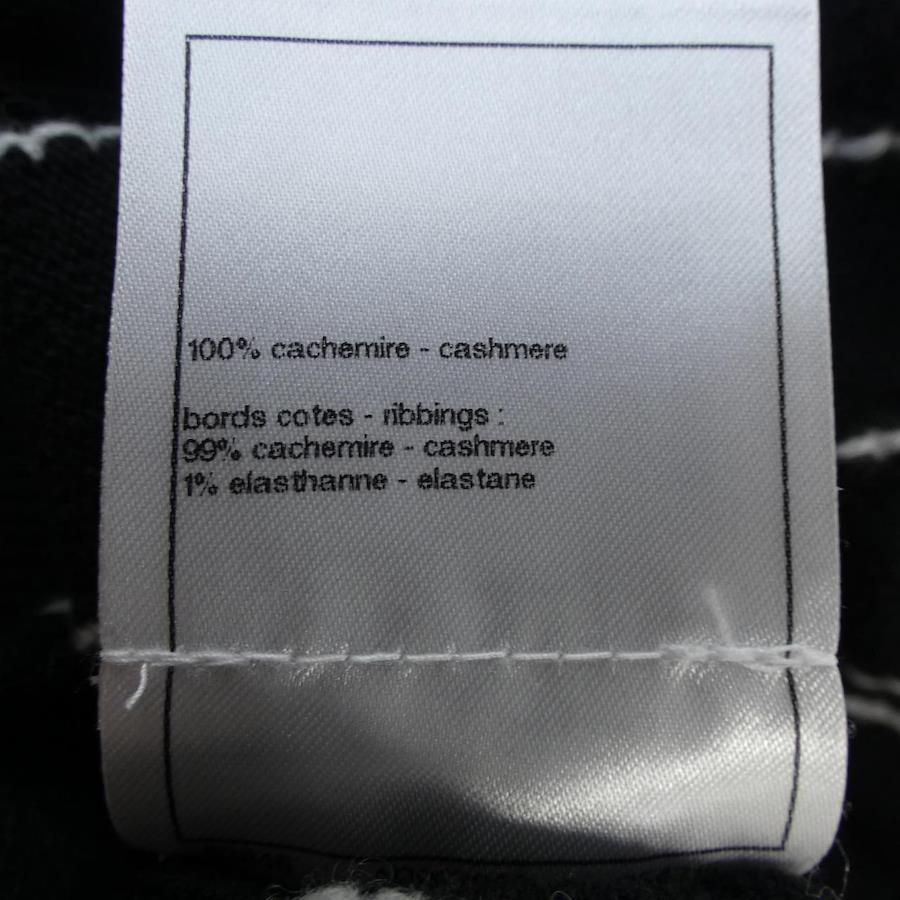 100% cachemire - cashmere
bords cotes - ribbings :
99% cachemire - cashmere
1% elasthanne - elastane